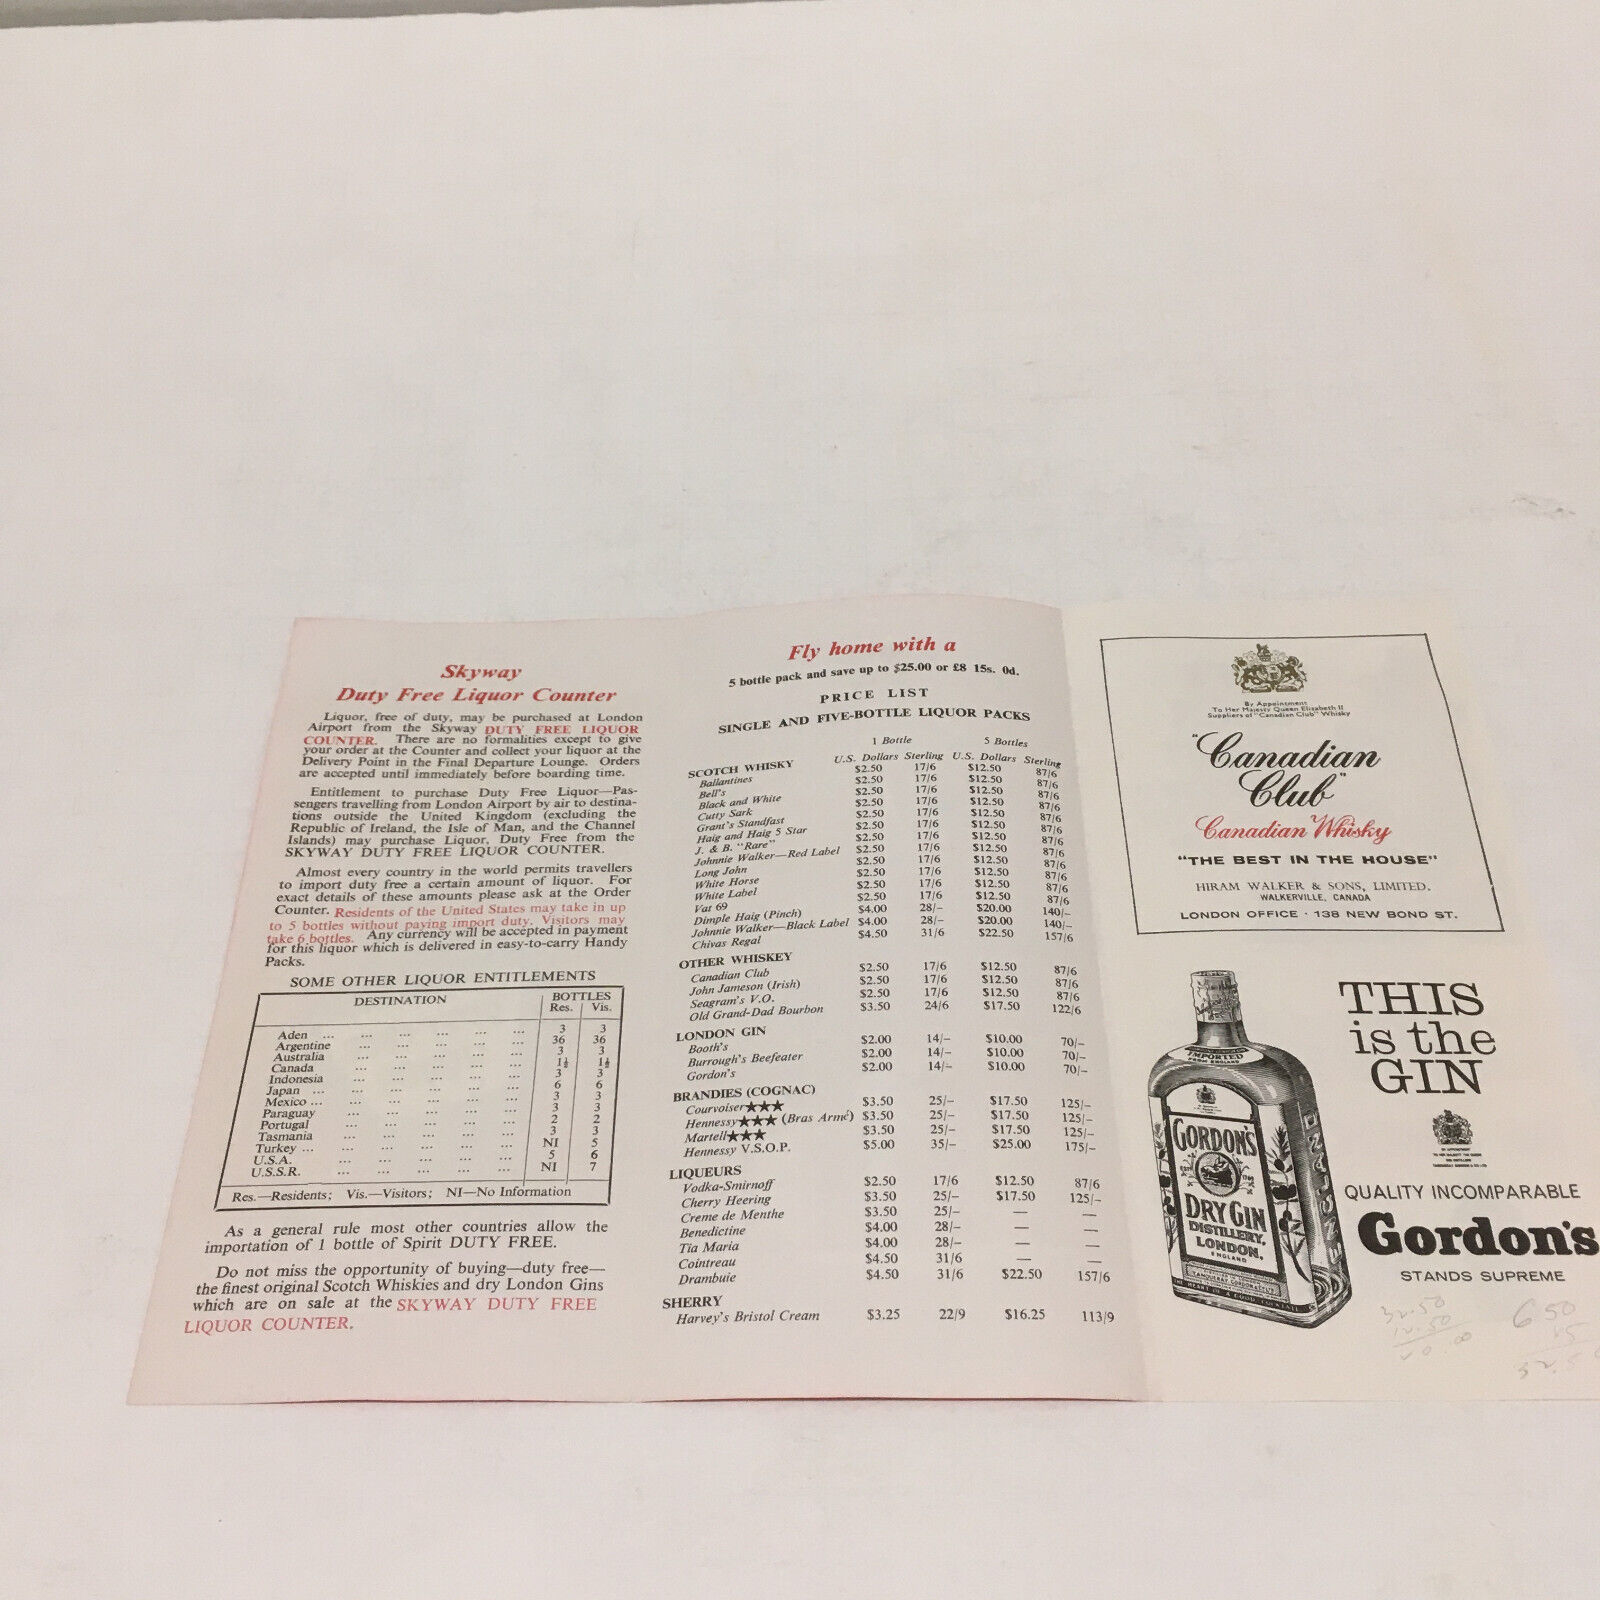 Skyway
Duty Free Liquor Counter
Liquor, free of duty, may be purchased at London
Airport from the Skyway DUTY FREE LIQUOR
COUNTER. There are no formalities except to give
your order at the Counter and collect your liquor at the
Delivery Point in the Final Departure Lounge. Orders
are accepted until immediately before boarding time.
Entitlement to purchase Duty Free Liquor—Pas-
sengers travelling from London Airport by air to destina-
tions outside the United Kingdom (excluding the
Republic of Ireland, the Isle of Man, and the Channel
Islands) may purchase Liquor, Duty Free from the
SKYWAY DUTY FREE LIQUOR COUNTER.
Almost every country in the world permits travellers
to import duty free a certain amount of liquor. For
exact details of these amounts please ask at the Order
Counter. Residents of the United States may take in up
to 5 bottles without paying import duty. Visitors may
take 6 bottles. Any currency will be accepted in payment
for this liquor which is delivered in easy-to-carry Handy
Packs.
SOME OTHER LIQUOR ENTITLEMENTS
DESTINATION BOTTLES
Res. Vis.
Aden ... ... ... ... ... ... 3 3
Argentine ... ... ... ... ... 36 36
Australia ... ... ... ... ... 3 3
Canada ... ... ... ... ... 1½ 1½
Indonesia ... ... ... ... ... 3 3
Japan ... ... ... ... ... ... 6 6
Mexico ... ... ... ... ... ... 3 3
Paraguay ... ... ... ... ... 3 3
Portugal ... ... ... ... ... 2 2
Tasmania ... ... ... ... ... 3 3
Turkey ... ... ... ... ... ... NI 5
U.S.A. ... ... ... ... ... 5 6
U.S.S.R. ... ... ... ... ... NI 7
Res.—Residents; Vis.—Visitors; NI—No Information
As a general rule most other countries allow the
importation of 1 bottle of Spirit DUTY FREE.
Do not miss the opportunity of buying—duty free—
the finest original Scotch Whiskies and dry London Gins
which are on sale at the SKYWAY DUTY FREE
LIQUOR COUNTER.
Fly home with a
5 bottle pack and save up to $25.00 or £8 15s. 0d.
PRICE LIST
SINGLE AND FIVE-BOTTLE LIQUOR PACKS
1 Bottle 5 Bottles
U.S. Dollars Sterling U.S. Dollars Sterling
SCOTCH WHISKY
Ballantines $2.50 17/6 $12.50 87/6
Bell's $2.50 17/6 $12.50 87/6
Black and White $2.50 17/6 $12.50 87/6
Cutty Sark $2.50 17/6 $12.50 87/6
Grant's Standfast $2.50 17/6 $12.50 87/6
Haig and Haig 5 Star $2.50 17/6 $12.50 87/6
J. & B. "Rare" $2.50 17/6 $12.50 87/6
Johnnie Walker—Red Label $2.50 17/6 $12.50 87/6
Long John $2.50 17/6 $12.50 87/6
White Horse $2.50 17/6 $12.50 87/6
White Label $2.50 17/6 $12.50 87/6
Vat 69 $2.50 17/6 $12.50 87/6
Dimple Haig (Pinch) $4.00 28/– $20.00 140/–
Johnnie Walker—Black Label $4.00 28/– $20.00 140/–
Chivas Regal $4.50 31/6 $22.50 157/6
OTHER WHISKEY
Canadian Club $2.50 17/6 $12.50 87/6
John Jameson (Irish) $2.50 17/6 $12.50 87/6
Seagram's V.O. $2.50 17/6 $12.50 87/6
Old Grand-Dad Bourbon $3.50 24/6 $17.50 122/6
LONDON GIN
Booth's $2.00 14/– $10.00 70/–
Burrough's Beefeater $2.00 14/– $10.00 70/–
Gordon's $2.00 14/– $10.00 70/–
BRANDIES (COGNAC)
Courvoiser★★★ $3.50 25/– $17.50 125/–
Hennessy★★★ (Bras Armé) $3.50 25/– $17.50 125/–
Martell★★★ $3.50 25/– $17.50 125/–
Hennessy V.S.O.P. $5.00 35/– $25.00 175/–
LIQUEURS
Vodka-Smirnoff $2.50 17/6 $12.50 87/6
Cherry Heering $3.50 25/– $17.50 125/–
Creme de Menthe $3.50 25/– — —
Benedictine $4.00 28/– — —
Tia Maria $4.00 28/– — —
Cointreau $4.50 31/6 — —
Drambuie $4.50 31/6 $22.50 157/6
SHERRY
Harvey's Bristol Cream $3.25 22/9 $16.25 113/9
By Appointment
To Her Majesty Queen Elizabeth II
Suppliers of "Canadian Club" Whisky
"Canadian
Club"
Canadian Whisky
"THE BEST IN THE HOUSE"
HIRAM WALKER & SONS, LIMITED.
WALKERVILLE, CANADA
LONDON OFFICE · 138 NEW BOND ST.
IMPORTED
FROM ENGLAND
GORDON'S
ESTD 1769
DRY GIN
DISTILLERY,
LONDON,
ENGLAND
THE HEART OF A GOOD COCKTAIL
ENGLAND
THIS
is the
GIN
BY APPOINTMENT
QUALITY INCOMPARABLE
Gordon's
STANDS SUPREME
6 50